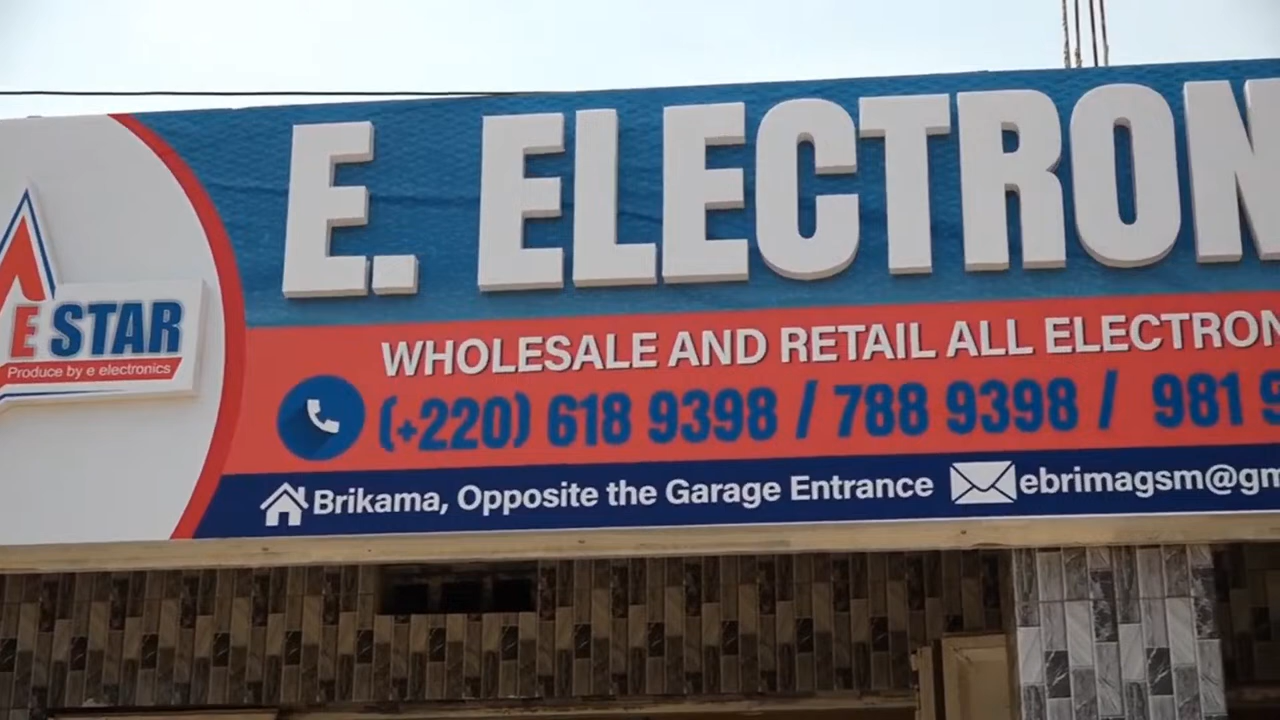 E. ELECTRON
E STAR
Produce by e electronics
WHOLESALE AND RETAIL ALL ELECTRON
(+220) 618 9398 / 788 9398 / 981 9
Brikama, Opposite the Garage Entrance
ebrimagsm@gm